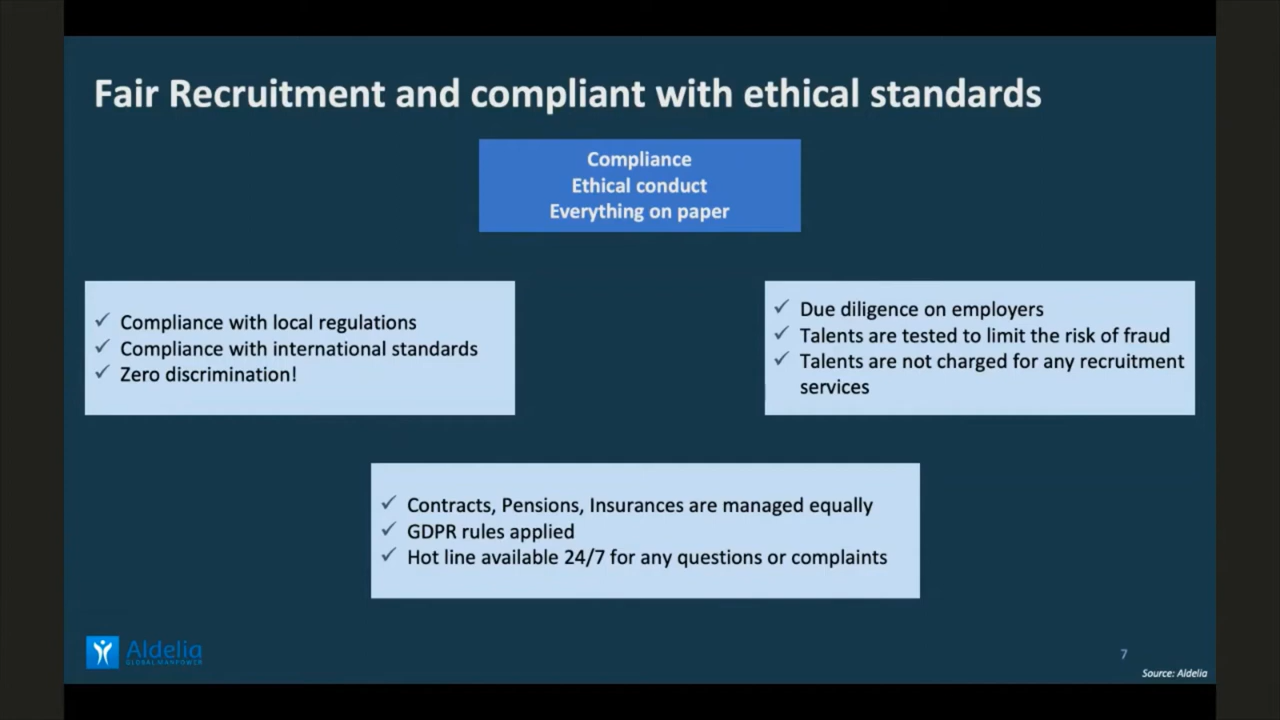 Fair Recruitment and compliant with ethical standards
Compliance
Ethical conduct
Everything on paper
✓ Compliance with local regulations
✓ Compliance with international standards
✓ Zero discrimination!
✓ Due diligence on employers
✓ Talents are tested to limit the risk of fraud
✓ Talents are not charged for any recruitment
services
✓ Contracts, Pensions, Insurances are managed equally
✓ GDPR rules applied
✓ Hot line available 24/7 for any questions or complaints
Aldelia
GLOBAL MANPOWER
7
Source: Aldelia